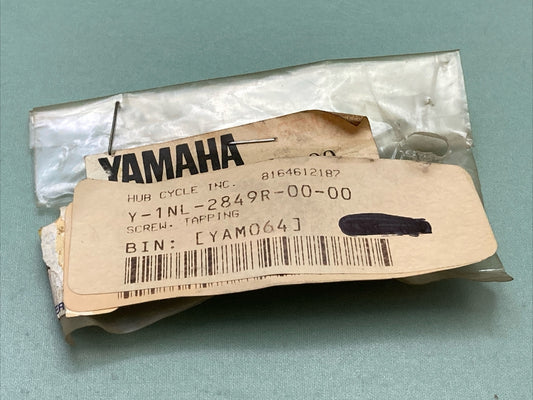 YAMAHA
HUB CYCLE INC. 8164612187
Y-1NL-2849R-00-00
SCREW. TAPPING
BIN: [YAM064]